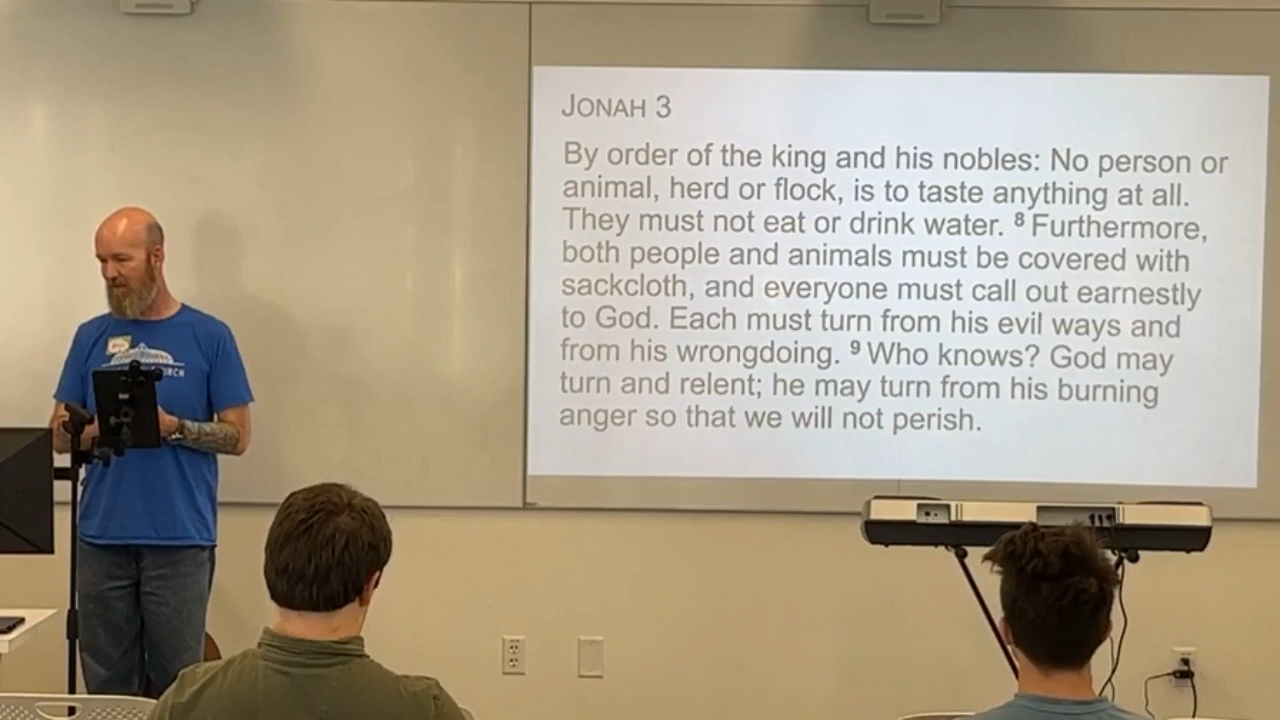 JONAH 3
By order of the king and his nobles: No person or
animal, herd or flock, is to taste anything at all.
They must not eat or drink water. ⁸ Furthermore,
both people and animals must be covered with
sackcloth, and everyone must call out earnestly
to God. Each must turn from his evil ways and
from his wrongdoing. ⁹ Who knows? God may
turn and relent; he may turn from his burning
anger so that we will not perish.